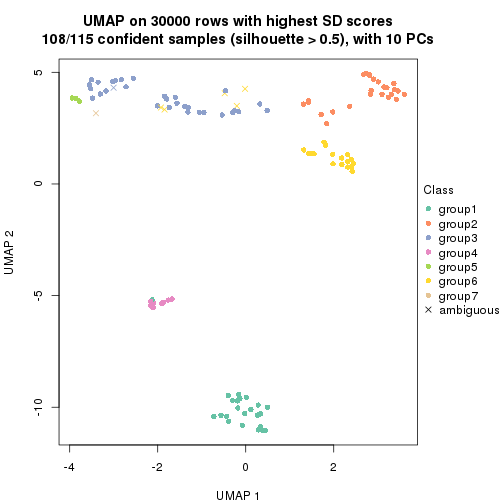 UMAP on 30000 rows with highest SD scores
108/115 confident samples (silhouette > 0.5), with 10 PCs
5
0
-5
-10
UMAP 2
-4
-2
0
2
UMAP 1
Class
group1
group2
group3
group4
group5
group6
group7
ambiguous